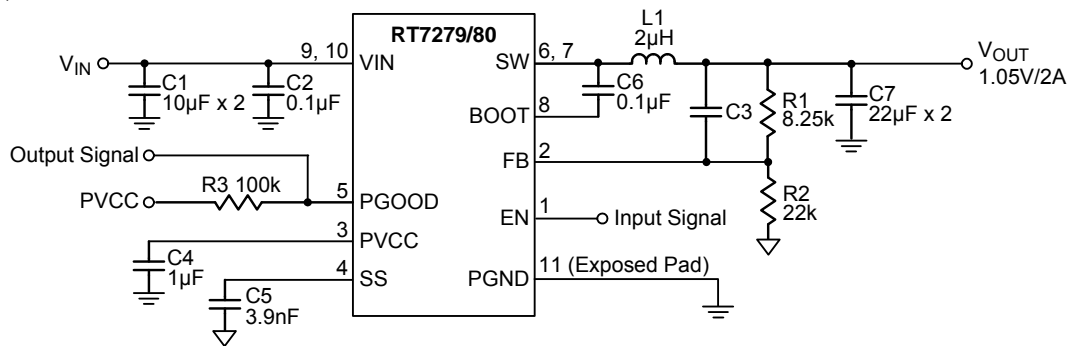 RT7279/80
V_IN
C1
10µF x 2
C2
0.1µF
9, 10
VIN
SW
6, 7
L1
2µH
C6
0.1µF
BOOT
8
C3
R1
8.25k
C7
22µF x 2
V_OUT
1.05V/2A
Output Signal
FB
2
PVCC
R3 100k
5
PGOOD
R2
22k
EN
1
Input Signal
3
PVCC
C4
1µF
4
SS
C5
3.9nF
PGND
11 (Exposed Pad)